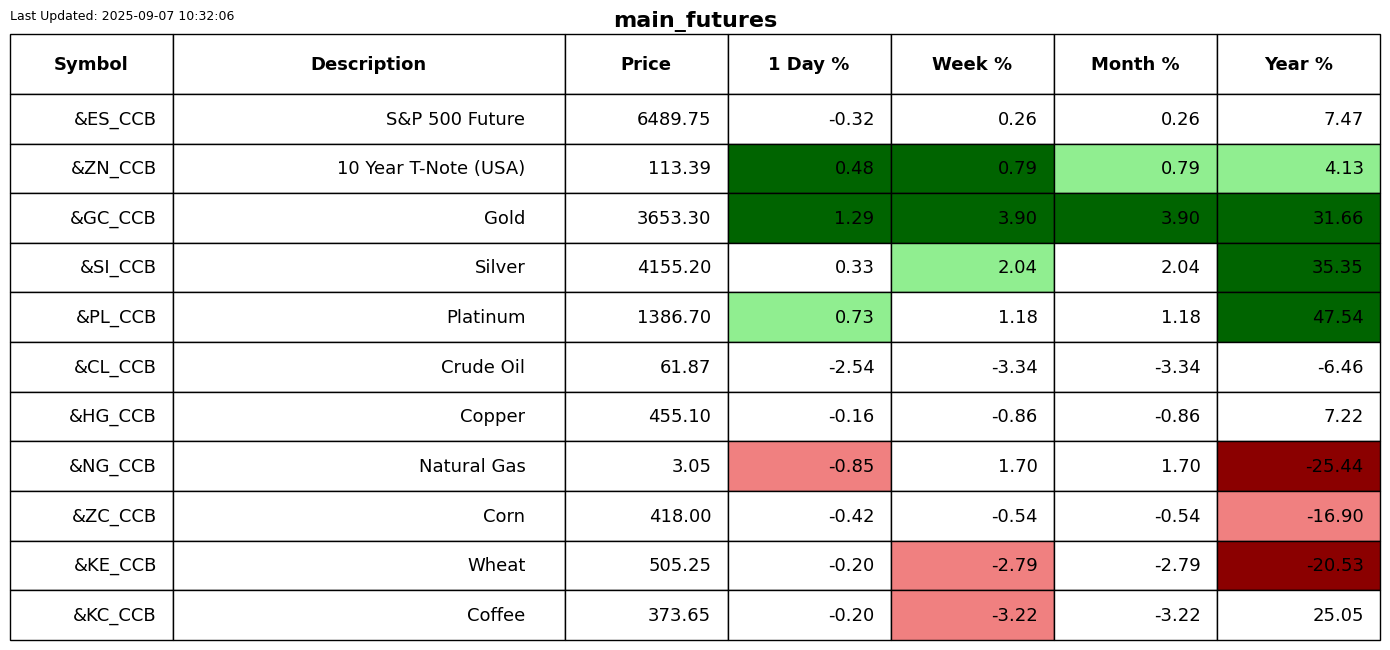 Last Updated: 2025-09-07 10:32:06
main_futures
Symbol Description Price 1 Day % Week % Month % Year %
&ES_CCB S&P 500 Future 6489.75 -0.32 0.26 0.26 7.47
&ZN_CCB 10 Year T-Note (USA) 113.39 0.48 0.79 0.79 4.13
&GC_CCB Gold 3653.30 1.29 3.90 3.90 31.66
&SI_CCB Silver 4155.20 0.33 2.04 2.04 35.35
&PL_CCB Platinum 1386.70 0.73 1.18 1.18 47.54
&CL_CCB Crude Oil 61.87 -2.54 -3.34 -3.34 -6.46
&HG_CCB Copper 455.10 -0.16 -0.86 -0.86 7.22
&NG_CCB Natural Gas 3.05 -0.85 1.70 1.70 -25.44
&ZC_CCB Corn 418.00 -0.42 -0.54 -0.54 -16.90
&KE_CCB Wheat 505.25 -0.20 -2.79 -2.79 -20.53
&KC_CCB Coffee 373.65 -0.20 -3.22 -3.22 25.05